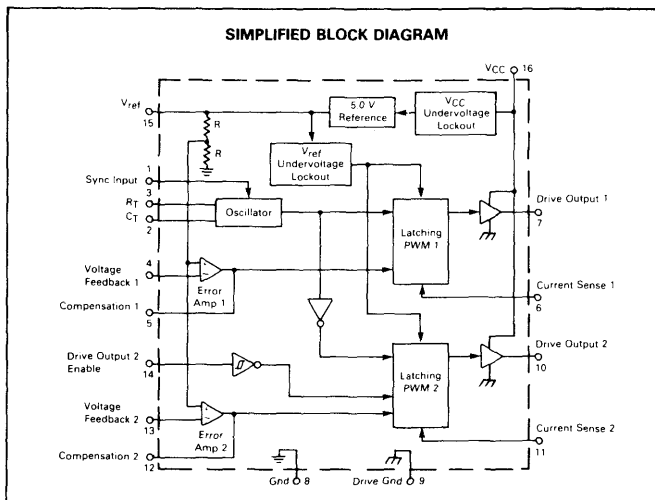 SIMPLIFIED BLOCK DIAGRAM
VCC 16
Vref
15
R
R
5.0 V
Reference
VCC
Undervoltage
Lockout
Vref
Undervoltage
Lockout
1
Sync Input
3
RT
CT
2
Oscillator
Latching
PWM 1
Drive Output 1
7
4
Voltage
Feedback 1
+
−
Error
Amp 1
Compensation 1
5
Current Sense 1
6
Drive Output 2
Enable
14
Latching
PWM 2
Drive Output 2
10
Voltage
Feedback 2
13
+
−
Error
Amp 2
Compensation 2
12
Current Sense 2
11
Gnd 8
Drive Gnd 9